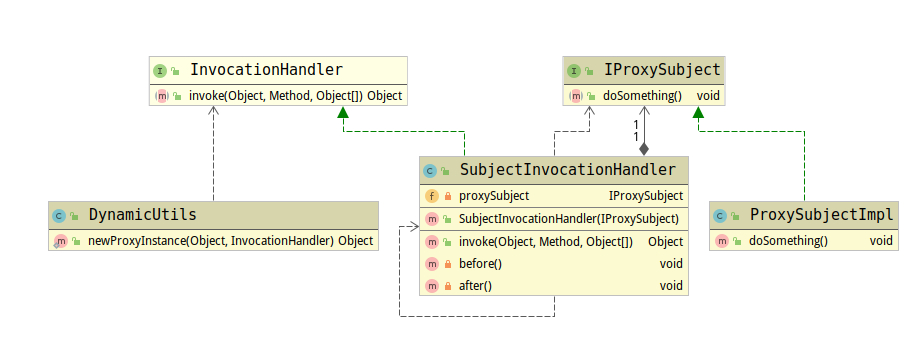 InvocationHandler
invoke(Object, Method, Object[]) Object
IProxySubject
doSomething() void
1
1
SubjectInvocationHandler
proxySubject IProxySubject
SubjectInvocationHandler(IProxySubject)
invoke(Object, Method, Object[]) Object
before() void
after() void
DynamicUtils
newProxyInstance(Object, InvocationHandler) Object
ProxySubjectImpl
doSomething() void